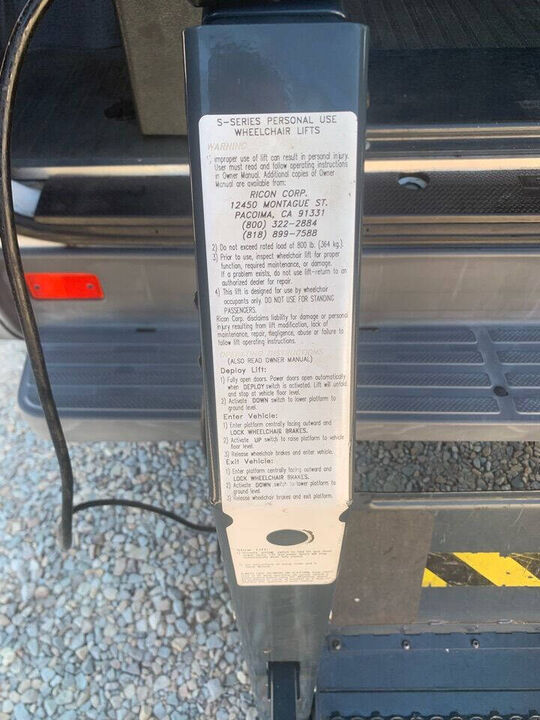 S-SERIES PERSONAL USE
WHEELCHAIR LIFTS
WARNING
1) improper use of lift can result in personal injury.
User must read and follow operating instructions
in Owner Manual. Additional copies of Owner
Manual are available from:
RICON CORP.
12450 MONTAGUE ST.
PACOIMA, CA 91331
(800) 322-2884
(818) 899-7588
2) Do not exceed rated load of 800 lb. (364 kg.)
3) Prior to use, inspect wheelchair lift for proper
function, required maintenance, or damage.
If a problem exists, do not use lift-return to an
authorized dealer for repair.
4) This lift is designed for use by wheelchair
occupants only. DO NOT USE FOR STANDING
PASSENGERS.
Ricon Corp. disclaims liability for damage or personal
injury resulting from lift modification, lack of
maintenance, repair, negligence, abuse or failure to
follow lift operating instructions.
INSTRUCTIONS
(ALSO READ OWNER MANUAL)
Deploy Lift:
1) Fully open doors. Power doors open automatically
when DEPLOY switch is activated. Lift will unfold
and stop at vehicle floor level.
2) Activate DOWN switch to lower platform to
ground level.
Enter Vehicle:
1) Enter platform centrally facing outward and
LOCK WHEELCHAIR BRAKES.
2) Activate UP switch to raise platform to vehicle
floor level.
3) Release wheelchair brakes and enter vehicle.
Exit Vehicle:
1) Enter platform centrally facing outward and
LOCK WHEELCHAIR BRAKES.
2) Activate DOWN switch to lower platform to
ground level.
3) Release wheelchair brakes and exit platform.
Stow Lift: